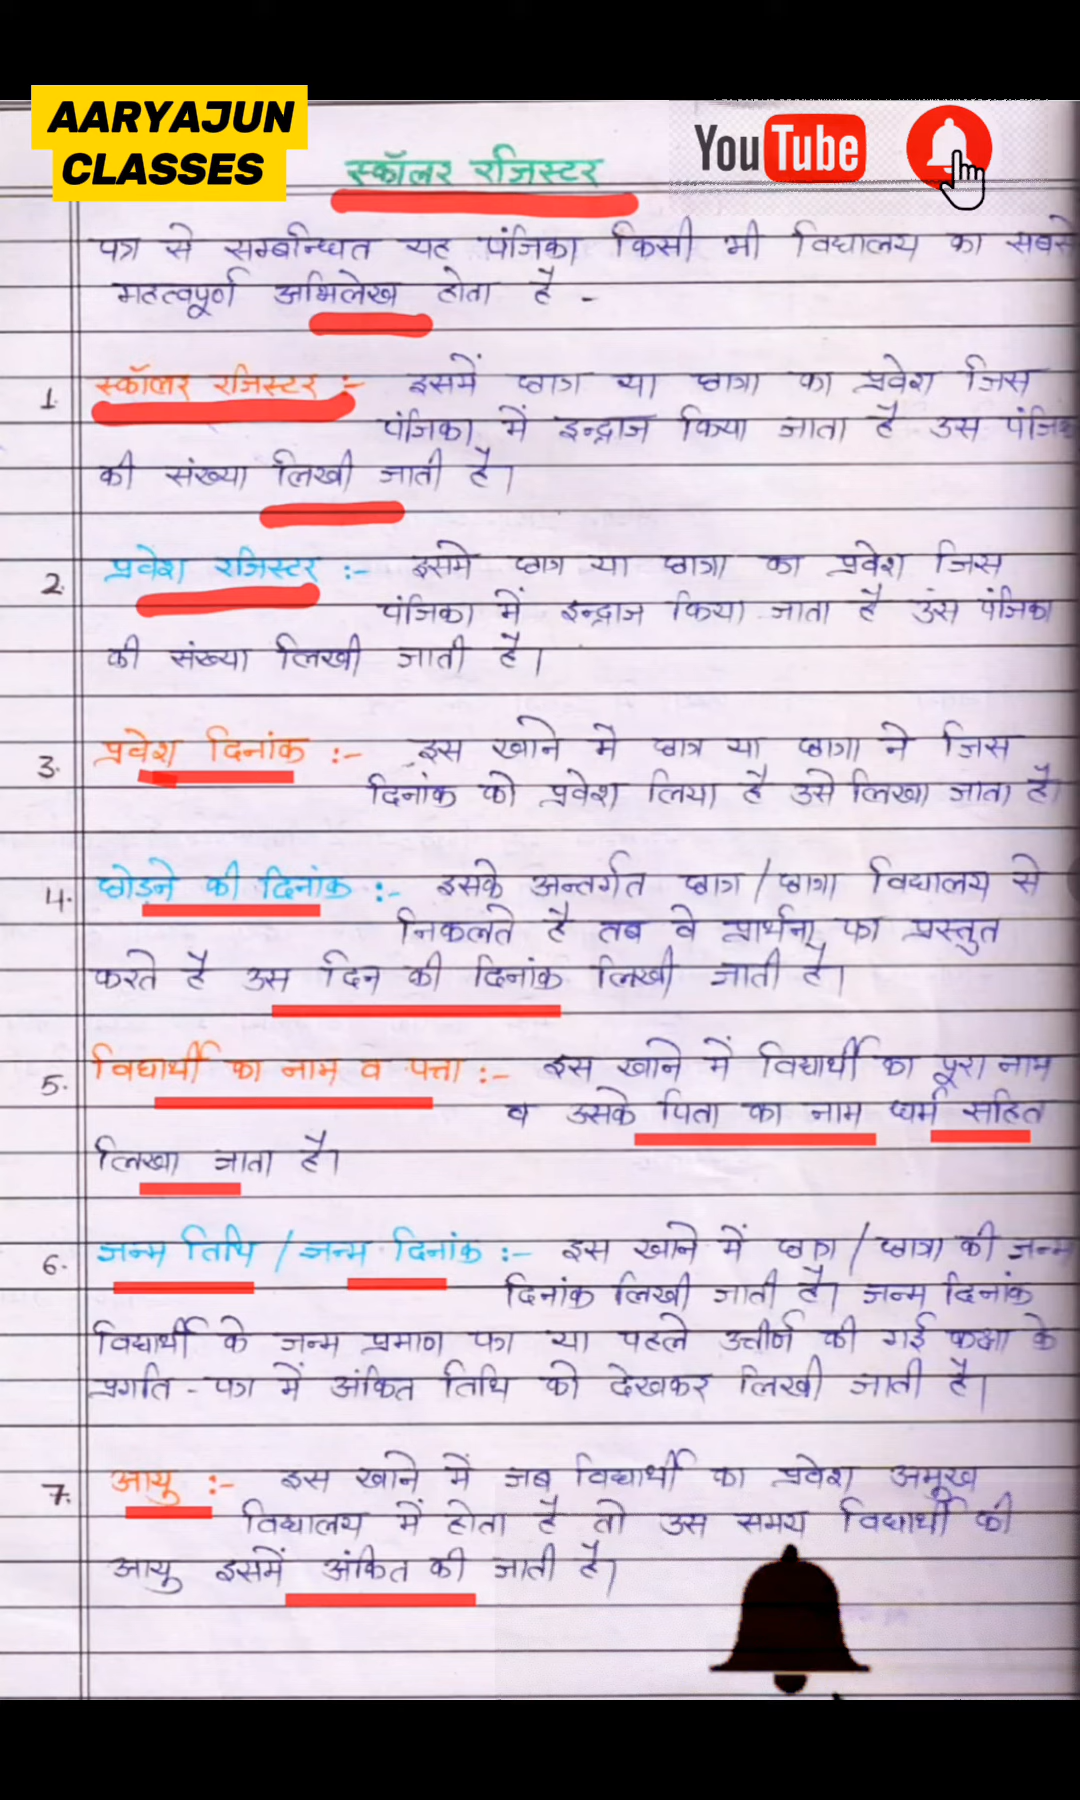 AARYAJUN
CLASSES
YouTube
स्कॉलर रजिस्टर
पत्र से सम्बन्धित यह पंजिका किसी भी विद्यालय का सबसे
महत्वपूर्ण अभिलेख होता है -
1. स्कॉलर रजिस्टर :- इसमें छात्र या छात्रा का प्रवेश जिस
पंजिका में इन्द्राज किया जाता है उस पंजिका
की संख्या लिखी जाती है।
2. प्रवेश रजिस्टर :- इसमे छात्र या छात्रा का प्रवेश जिस
पंजिका में इन्द्राज किया जाता है उस पंजिका
की संख्या लिखी जाती है।
3. प्रवेश दिनांक :- इस खाने मे छात्र या छात्रा ने जिस
दिनांक को प्रवेश लिया है उसे लिखा जाता है
4. छोड़ने की दिनांक :- इसके अन्तर्गत छात्र / छात्रा विद्यालय से
निकलते है तब वे प्रार्थना पत्र प्रस्तुत
करते है उस दिन की दिनांक लिखी जाती है।
5. विद्यार्थी का नाम व पत्ता :- इस खाने में विद्यार्थी का पूरा नाम
व उसके पिता का नाम धर्म सहित
लिखा जाता है।
6. जन्म तिथि / जन्म दिनांक :- इस खाने में छात्र / छात्रा की जन्म
दिनांक लिखी जाती है। जन्म दिनांक
विद्यार्थी के जन्म प्रमाण पत्र या पहले उत्तीर्ण की गई कक्षा के
प्रगति - पत्र में अंकित तिथि को देखकर लिखी जाती है।
7. आयु :- इस खाने में जब विद्यार्थी का प्रवेश अमुख
विद्यालय में होता है तो उस समय विद्यार्थी की
आयु इसमें अंकित की जाती है।